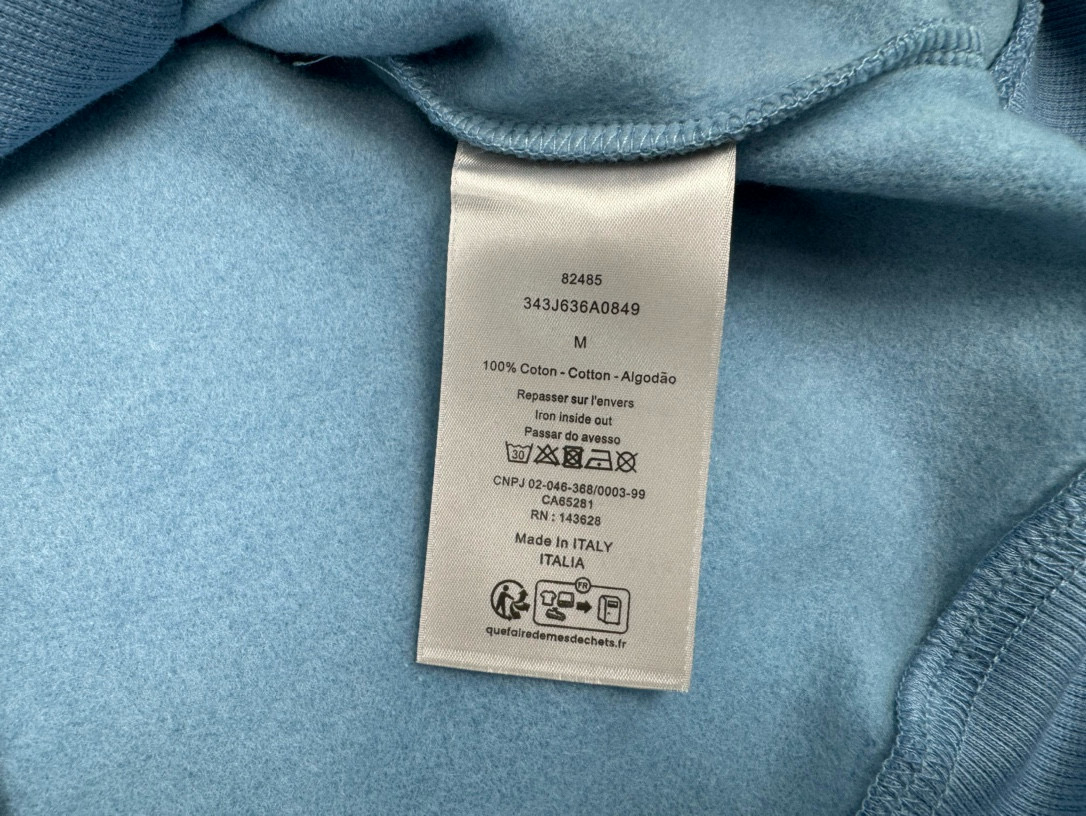 82485
343J636A0849
M
100% Coton - Cotton - Algodão
Repasser sur l'envers
Iron inside out
Passar do avesso
30
CNPJ 02-046-368/0003-99
CA65281
RN : 143628
Made In ITALY
ITALIA
FR
quefairedemesdechets.fr